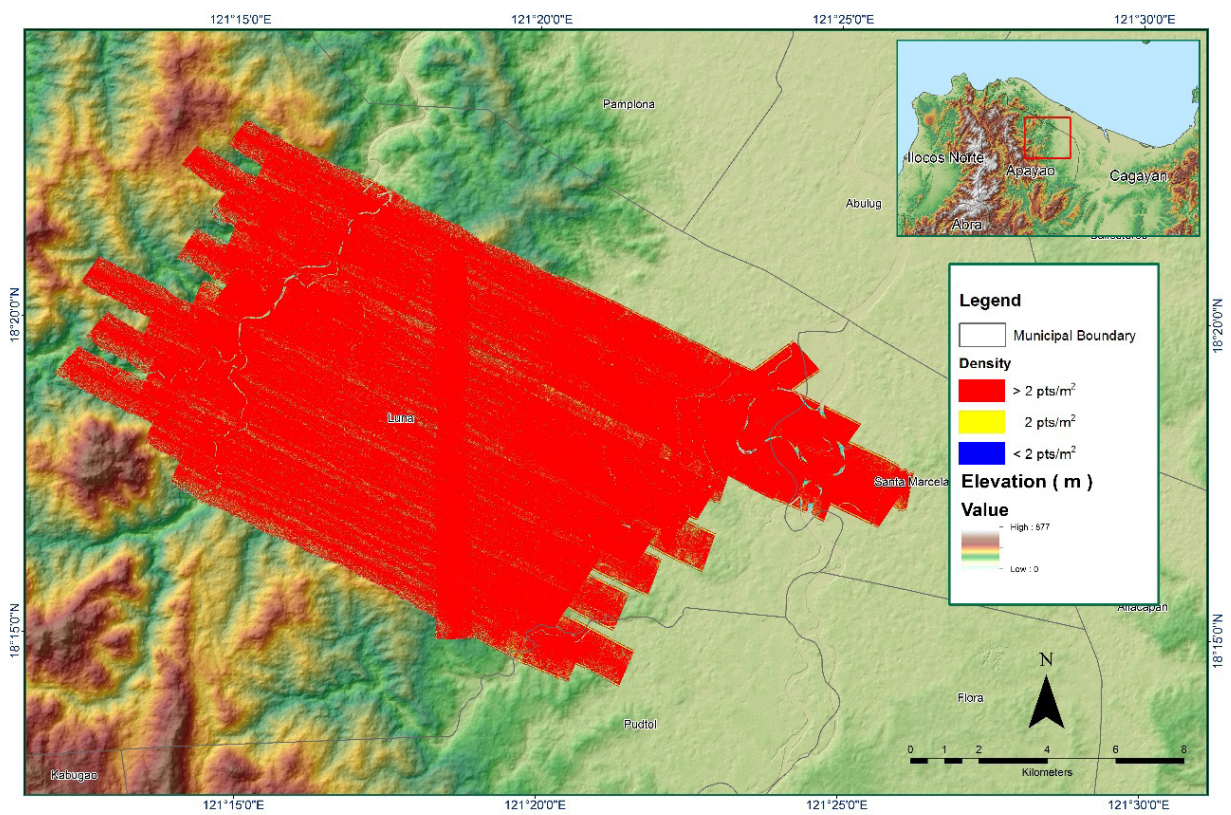 121°15'0"E 121°20'0"E 121°25'0"E 121°30'0"E
Pamplona
Ilocos Norte
Apayao
Cagayan
Abra
Abulug
18°20'0"N
18°20'0"N
Legend
Municipal Boundary
Density
> 2 pts/m²
2 pts/m²
< 2 pts/m²
Elevation ( m )
Value
High : 577
Low : 0
Luna
Santa Marcela
18°15'0"N
18°15'0"N
N
Flora
Pudtol
Kabugao
0 1 2 4 6 8
Kilometers
121°15'0"E 121°20'0"E 121°25'0"E 121°30'0"E